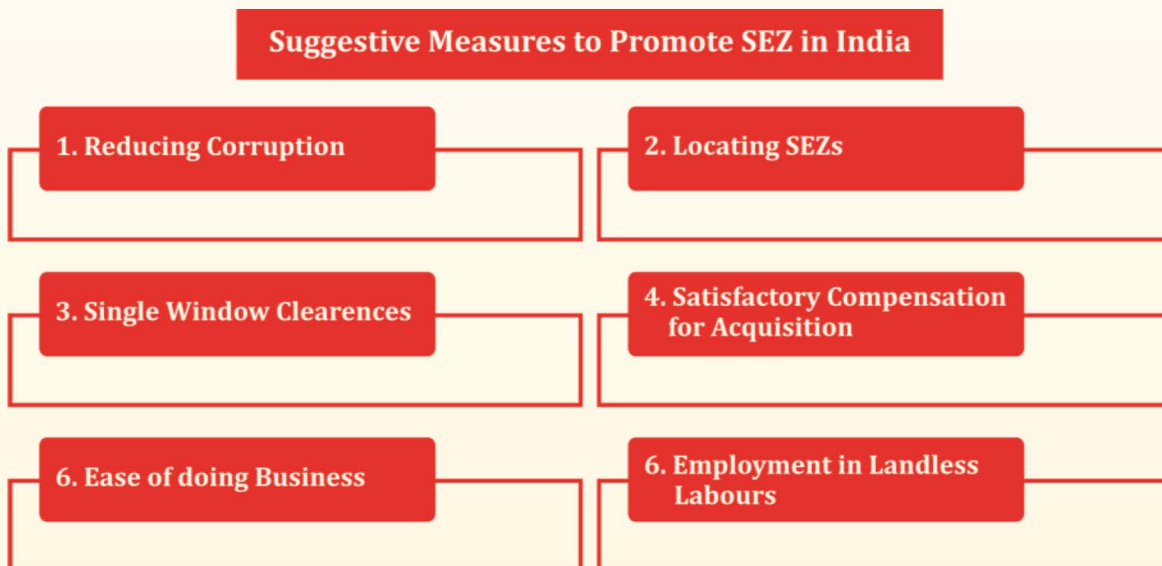 Suggestive Measures to Promote SEZ in India
1. Reducing Corruption
2. Locating SEZs
3. Single Window Clearences
4. Satisfactory Compensation
for Acquisition
6. Ease of doing Business
6. Employment in Landless
Labours